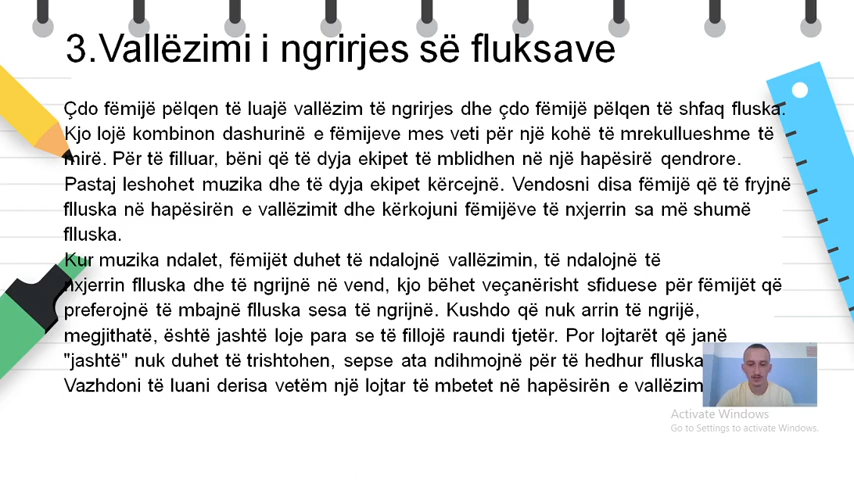 3.Vallëzimi i ngrirjes së fluksave
Çdo fëmijë pëlqen të luajë vallëzim të ngrirjes dhe çdo fëmijë pëlqen të shfaq fluska.
Kjo lojë kombinon dashurinë e fëmijeve mes veti për një kohë të mrekullueshme të
mirë. Për të filluar, bëni që të dyja ekipet të mblidhen në një hapësirë qendrore.
Pastaj leshohet muzika dhe të dyja ekipet kërcejnë. Vendosni disa fëmijë që të fryjnë
flluska në hapësirën e vallëzimit dhe kërkojuni fëmijëve të nxjerrin sa më shumë
flluska.
Kur muzika ndalet, fëmijët duhet të ndalojnë vallëzimin, të ndalojnë të
nxjerrin flluska dhe të ngrijnë në vend, kjo bëhet veçanërisht sfiduese për fëmijët që
preferojnë të mbajnë flluska sesa të ngrijnë. Kushdo që nuk arrin të ngrijë,
megjithatë, është jashtë loje para se të fillojë raundi tjetër. Por lojtarët që janë
"jashtë" nuk duhet të trishtohen, sepse ata ndihmojnë për të hedhur flluska
Vazhdoni të luani derisa vetëm një lojtar të mbetet në hapësirën e vallëzim
Activate Windows
Go to Settings to activate Windows.